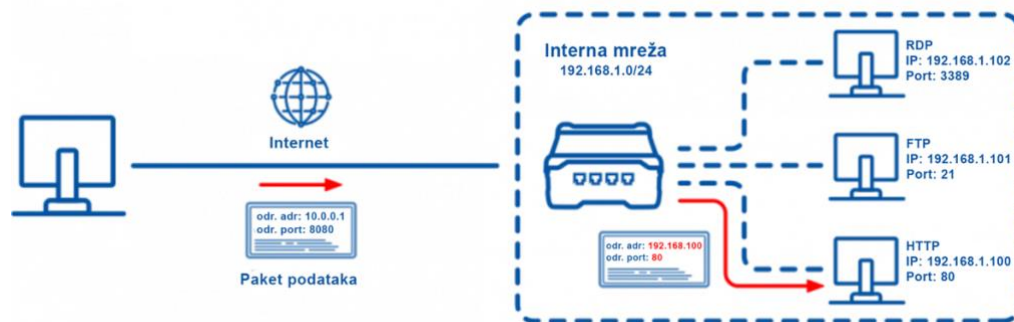 Internet
odr. adr: 10.0.0.1
odr. port: 8080
Paket podataka
Interna mreža
192.168.1.0/24
odr. adr: 192.168.100
odr. port: 80
RDP
IP: 192.168.1.102
Port: 3389
FTP
IP: 192.168.1.101
Port: 21
HTTP
IP: 192.168.1.100
Port: 80